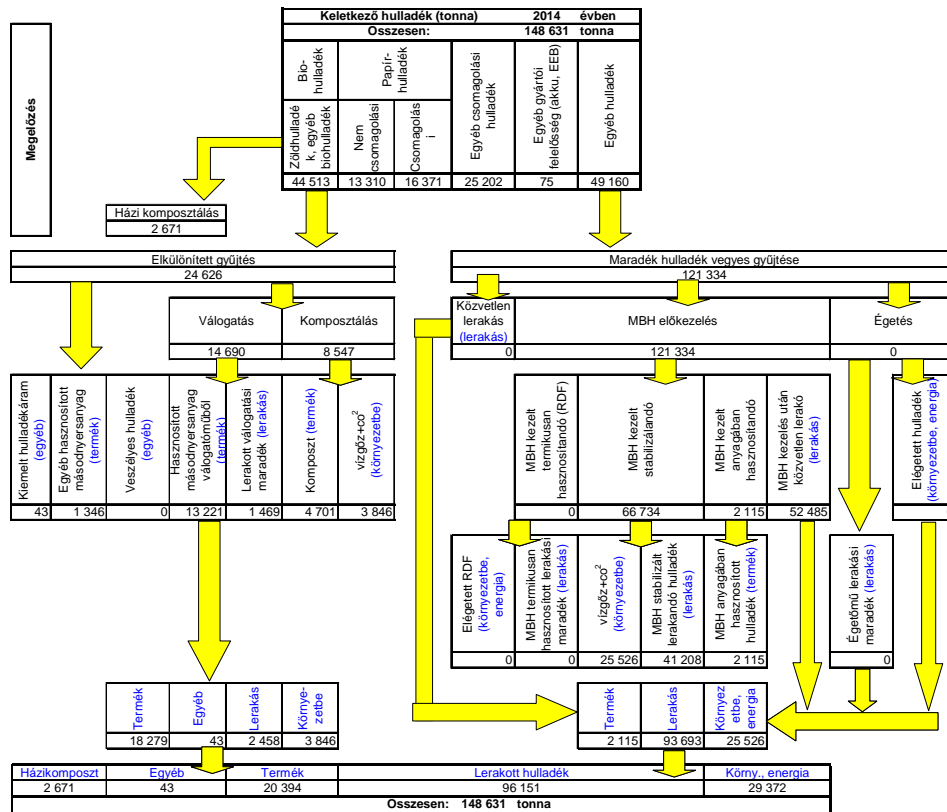 Keletkező hulladék (tonna) 2014 évben
Összesen: 148 631 tonna
Megelőzés
Bio-
hulladék
Papír-
hulladék
Zöldhulladé
k, egyéb
biohulladék
Nem
csomagolási
Csomagolás
i
Egyéb csomagolási
hulladék
Egyéb gyártói
felelősség (akku, EEB)
Egyéb hulladék
44 513 13 310 16 371 25 202 75 49 160
Házi komposztálás
2 671
Elkülönített gyűjtés
24 626
Maradék hulladék vegyes gyűjtése
121 334
Válogatás
14 690
Komposztálás
8 547
Közvetlen
lerakás
(lerakás)
0
MBH előkezelés
121 334
Égetés
0
Kiemelt hulladékáram
(egyéb)
Egyéb hasznosított
másodnyersanyag
(termék)
Veszélyes hulladék
(egyéb)
Hasznosított
másodnyersanyag
válogatóműből
(termék)
Lerakott válogatási
maradék (lerakás)
Komposzt (termék)
vízgőz+co2
(környezetbe)
43 1 346 0 13 221 1 469 4 701 3 846
MBH kezelt
termikusan
hasznosítandó (RDF)
MBH kezelt
stabilizálandó
MBH kezelt
anyagában
hasznosítandó
MBH kezelés után
közvetlen lerakó
(lerakás)
0 66 734 2 115 52 485
Elégetett hulladék
(környezetbe, energia)
0
Elégetett RDF
(környezetbe,
energia)
MBH termikusan
hasznosított lerakási
maradék (lerakás)
vízgőz+co2
(környezetbe)
MBH stabilizált
lerakandó hulladék
(lerakás)
MBH anyagában
hasznosított
hulladék (termék)
0 0 25 526 41 208 2 115
Égetőmű lerakási
maradék (lerakás)
0
Termék
Egyéb
Lerakás
Környe-
zetbe
18 279 43 2 458 3 846
Termék
Lerakás
Környez
etbe,
energia
2 115 93 693 25 526
Házikomposzt Egyéb Termék Lerakott hulladék Körny., energia
2 671 43 20 394 96 151 29 372
Összesen: 148 631 tonna